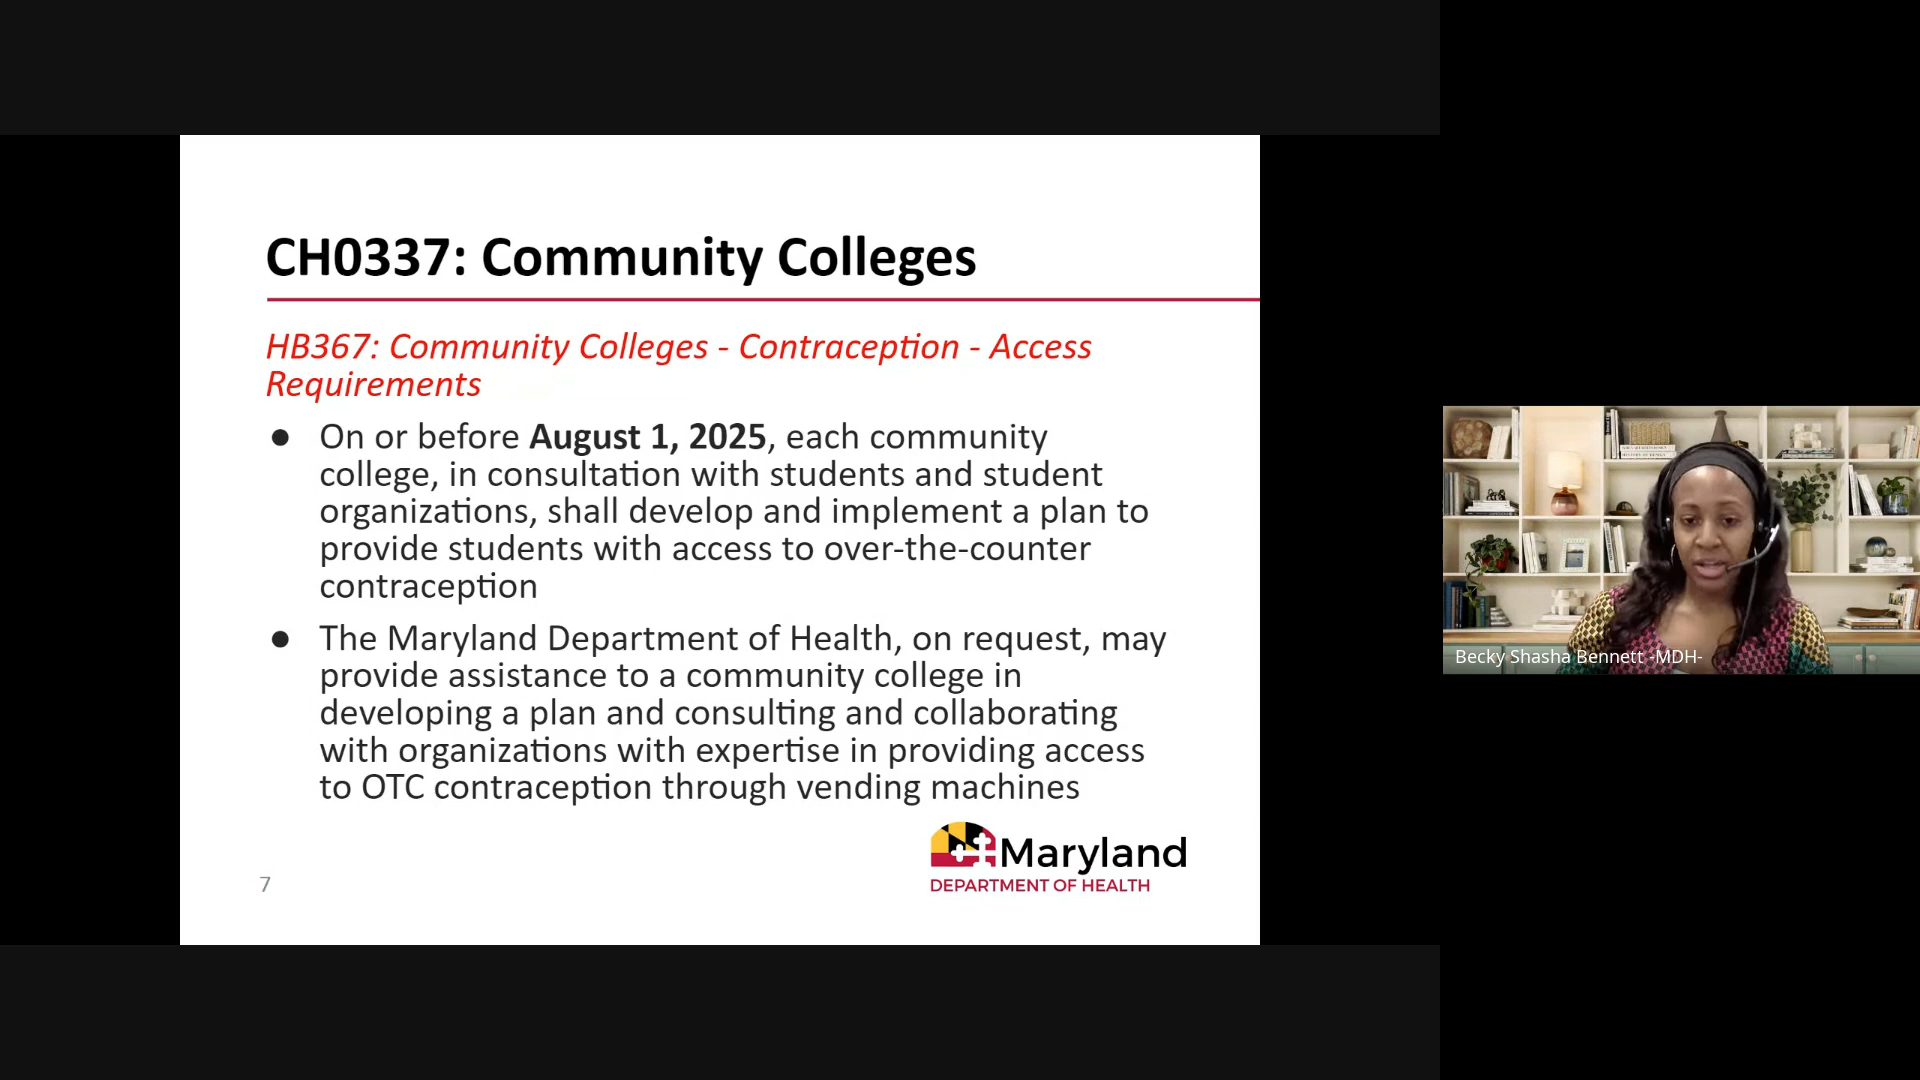 CH0337: Community Colleges
HB367: Community Colleges - Contraception - Access
Requirements
● On or before August 1, 2025, each community
college, in consultation with students and student
organizations, shall develop and implement a plan to
provide students with access to over-the-counter
contraception
● The Maryland Department of Health, on request, may
provide assistance to a community college in
developing a plan and consulting and collaborating
with organizations with expertise in providing access
to OTC contraception through vending machines
Maryland
DEPARTMENT OF HEALTH
7
Becky Shasha Bennett -MDH-